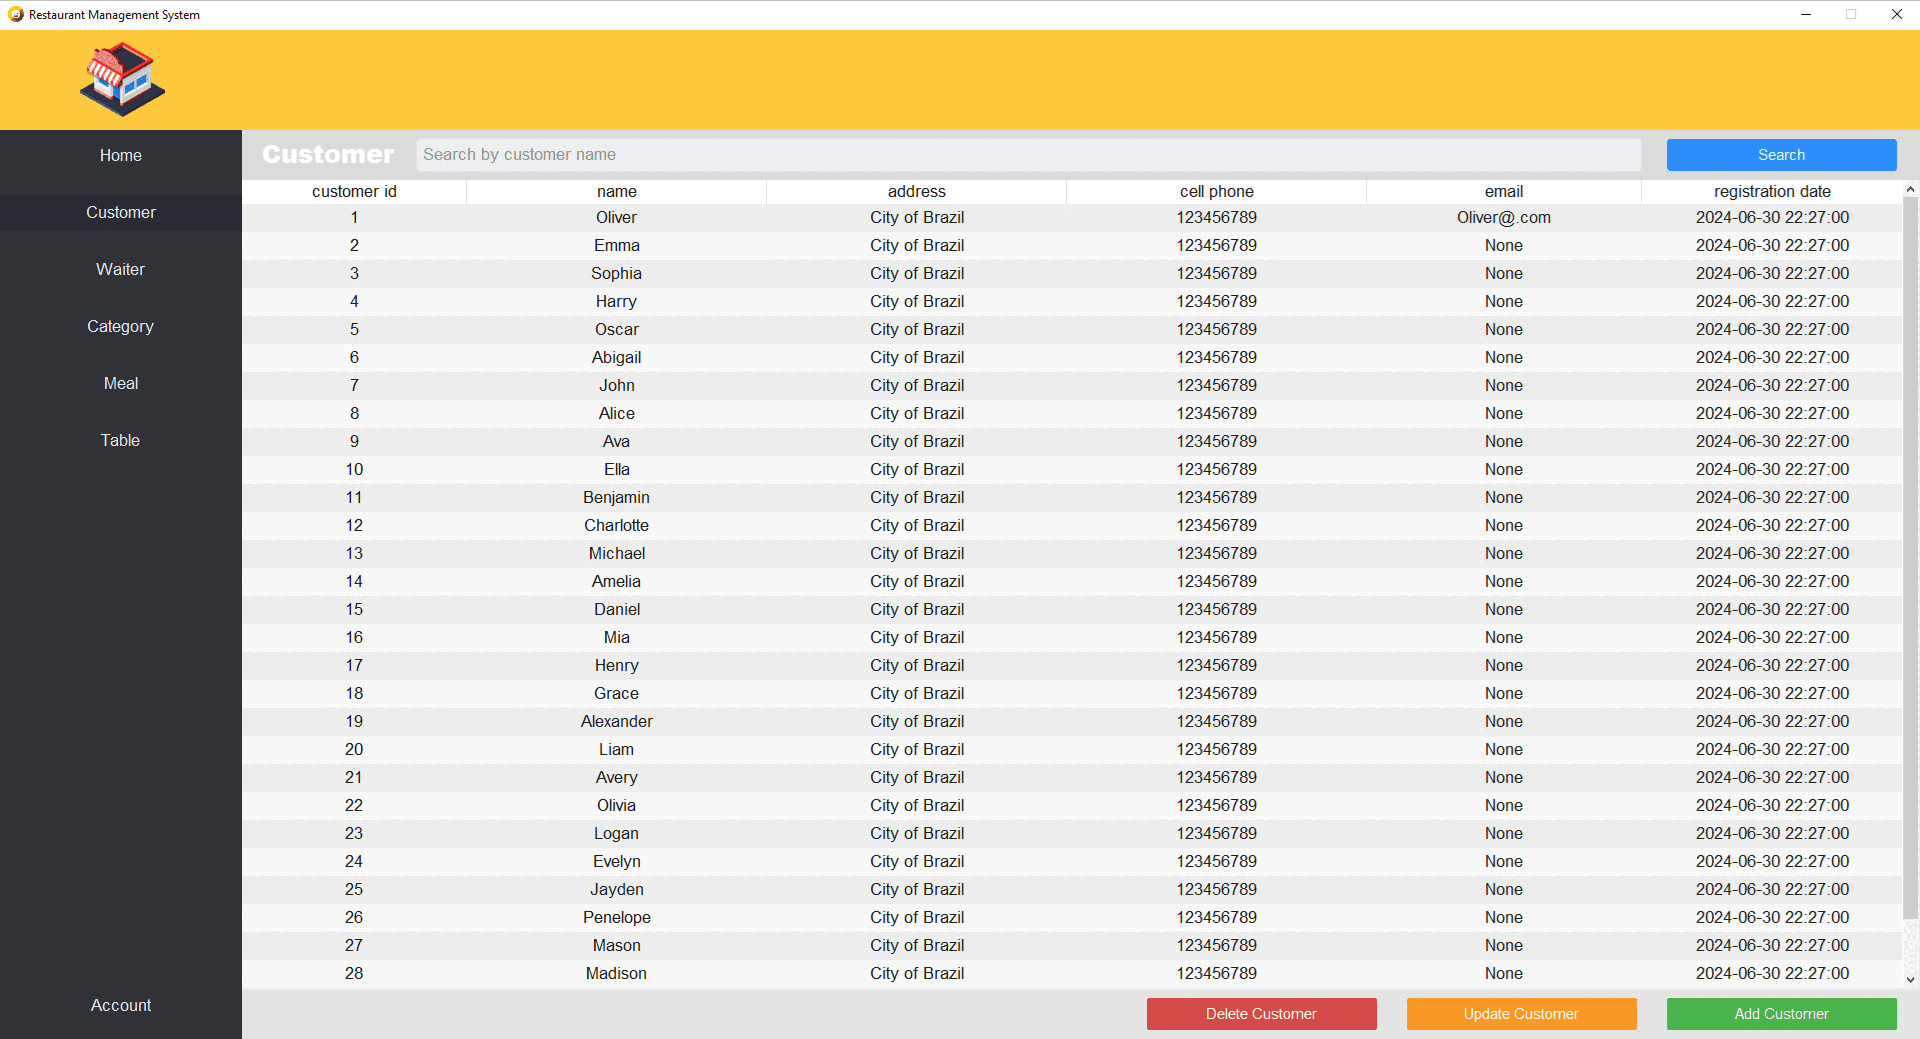 Restaurant Management System
Home
Customer
Waiter
Category
Meal
Table
Account
Customer Search by customer name Search
customer id name address cell phone email registration date
1 Oliver City of Brazil 123456789 Oliver@.com 2024-06-30 22:27:00
2 Emma City of Brazil 123456789 None 2024-06-30 22:27:00
3 Sophia City of Brazil 123456789 None 2024-06-30 22:27:00
4 Harry City of Brazil 123456789 None 2024-06-30 22:27:00
5 Oscar City of Brazil 123456789 None 2024-06-30 22:27:00
6 Abigail City of Brazil 123456789 None 2024-06-30 22:27:00
7 John City of Brazil 123456789 None 2024-06-30 22:27:00
8 Alice City of Brazil 123456789 None 2024-06-30 22:27:00
9 Ava City of Brazil 123456789 None 2024-06-30 22:27:00
10 Ella City of Brazil 123456789 None 2024-06-30 22:27:00
11 Benjamin City of Brazil 123456789 None 2024-06-30 22:27:00
12 Charlotte City of Brazil 123456789 None 2024-06-30 22:27:00
13 Michael City of Brazil 123456789 None 2024-06-30 22:27:00
14 Amelia City of Brazil 123456789 None 2024-06-30 22:27:00
15 Daniel City of Brazil 123456789 None 2024-06-30 22:27:00
16 Mia City of Brazil 123456789 None 2024-06-30 22:27:00
17 Henry City of Brazil 123456789 None 2024-06-30 22:27:00
18 Grace City of Brazil 123456789 None 2024-06-30 22:27:00
19 Alexander City of Brazil 123456789 None 2024-06-30 22:27:00
20 Liam City of Brazil 123456789 None 2024-06-30 22:27:00
21 Avery City of Brazil 123456789 None 2024-06-30 22:27:00
22 Olivia City of Brazil 123456789 None 2024-06-30 22:27:00
23 Logan City of Brazil 123456789 None 2024-06-30 22:27:00
24 Evelyn City of Brazil 123456789 None 2024-06-30 22:27:00
25 Jayden City of Brazil 123456789 None 2024-06-30 22:27:00
26 Penelope City of Brazil 123456789 None 2024-06-30 22:27:00
27 Mason City of Brazil 123456789 None 2024-06-30 22:27:00
28 Madison City of Brazil 123456789 None 2024-06-30 22:27:00
Delete Customer Update Customer Add Customer